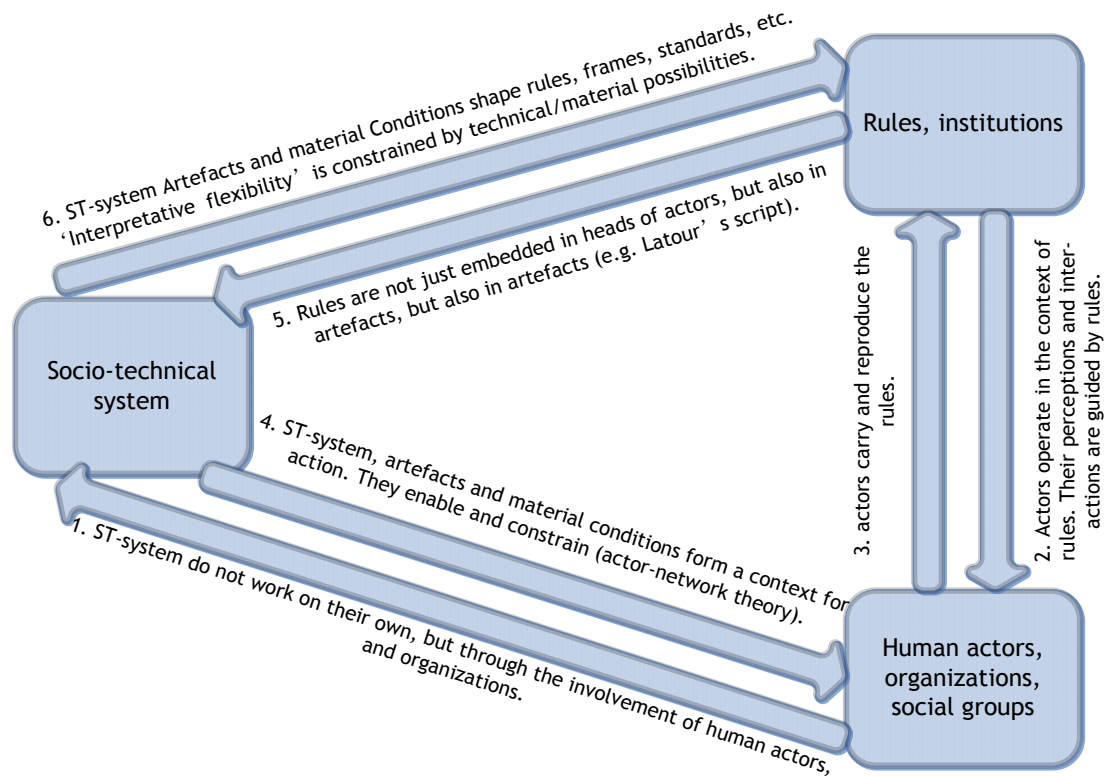 6. ST-system Artefacts and material Conditions shape rules, frames, standards, etc.
‘Interpretative flexibility’ is constrained by technical/material possibilities.
Rules, institutions
5. Rules are not just embedded in heads of actors, but also in
artefacts, but also in artefacts (e.g. Latour’s script).
Socio-technical
system
3. actors carry and reproduce the
rules.
2. Actors operate in the context of
rules. Their perceptions and inter-
actions are guided by rules.
4. ST-system, artefacts and material conditions form a context for
action. They enable and constrain (actor-network theory).
1. ST-system do not work on their own, but through the involvement of human actors,
and organizations.
Human actors,
organizations,
social groups